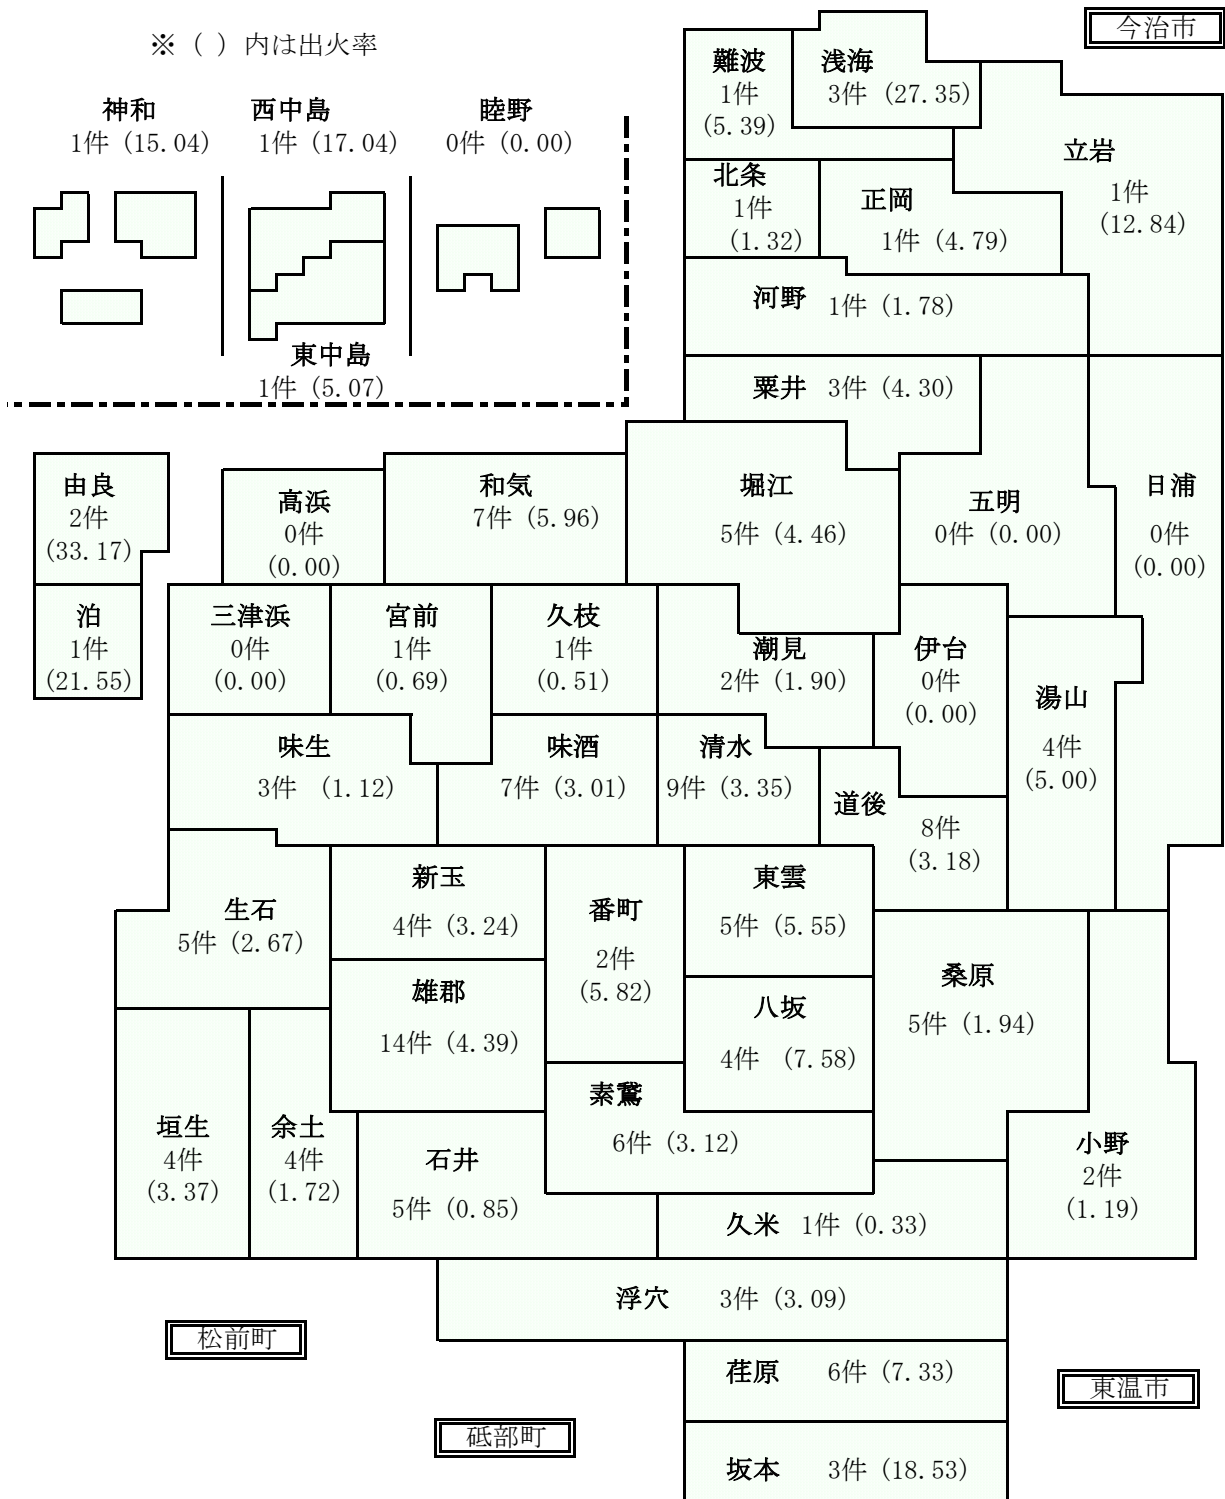 今治市
※（ ）内は出火率
神和
1件 (15.04)
西中島
1件 (17.04)
睦野
0件 (0.00)
東中島
1件 (5.07)
難波
1件
(5.39)
浅海
3件 (27.35)
立岩
1件
(12.84)
北条
1件
(1.32)
正岡
1件 (4.79)
河野 1件 (1.78)
粟井 3件 (4.30)
由良
2件
(33.17)
高浜
0件
(0.00)
和気
7件 (5.96)
堀江
5件 (4.46)
五明
0件 (0.00)
日浦
0件
(0.00)
泊
1件
(21.55)
三津浜
0件
(0.00)
宮前
1件
(0.69)
久枝
1件
(0.51)
潮見
2件 (1.90)
伊台
0件
(0.00)
湯山
4件
(5.00)
味生
3件 (1.12)
味酒
7件 (3.01)
清水
9件 (3.35)
道後
8件
(3.18)
生石
5件 (2.67)
新玉
4件 (3.24)
番町
2件
(5.82)
東雲
5件 (5.55)
雄郡
14件 (4.39)
八坂
4件 (7.58)
桑原
5件 (1.94)
素鵞
6件 (3.12)
垣生
4件
(3.37)
余土
4件
(1.72)
石井
5件 (0.85)
小野
2件
(1.19)
久米 1件 (0.33)
浮穴 3件 (3.09)
松前町
荏原 6件 (7.33)
東温市
砥部町
坂本 3件 (18.53)